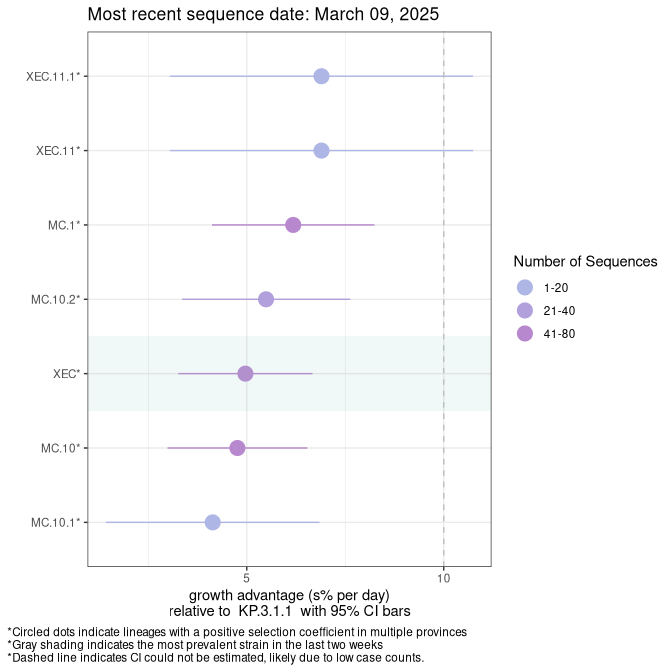 Most recent sequence date: March 09, 2025
XEC.11.1*
XEC.11*
MC.1*
MC.10.2*
XEC*
MC.10*
MC.10.1*
5
10
growth advantage (s% per day)
relative to KP.3.1.1 with 95% CI bars
Number of Sequences
1-20
21-40
41-80
*Circled dots indicate lineages with a positive selection coefficient in multiple provinces
*Gray shading indicates the most prevalent strain in the last two weeks
*Dashed line indicates CI could not be estimated, likely due to low case counts.